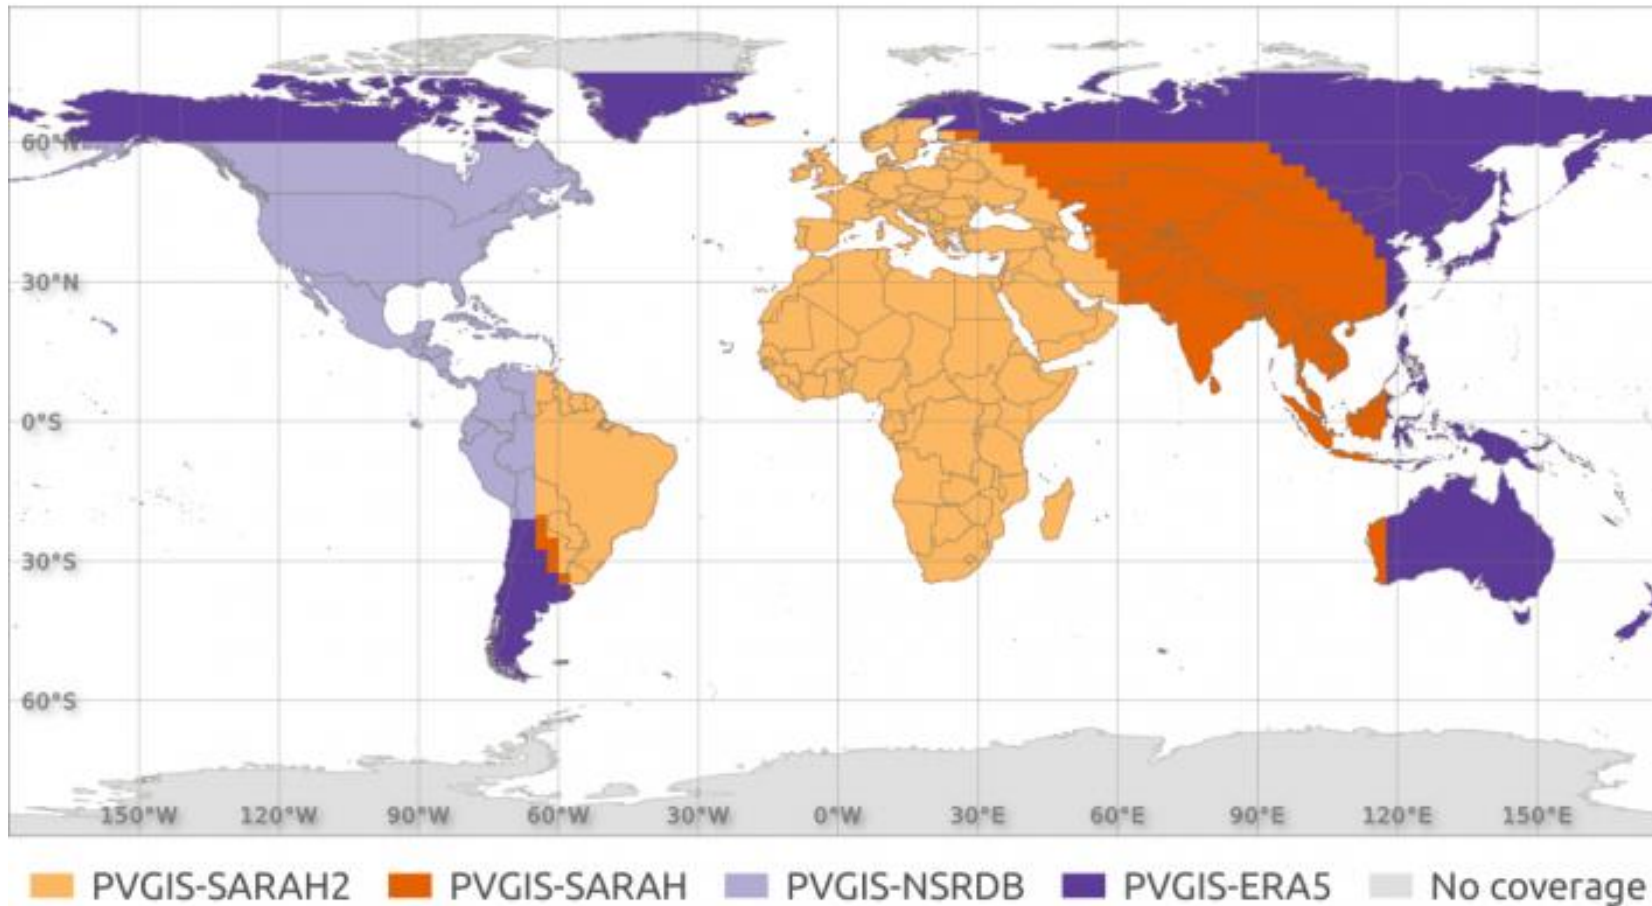 60°N
30°N
0°S
30°S
60°S
150°W 120°W 90°W 60°W 30°W 0°W 30°E 60°E 90°E 120°E 150°E
PVGIS-SARAH2 PVGIS-SARAH PVGIS-NSRDB PVGIS-ERA5 No coverage